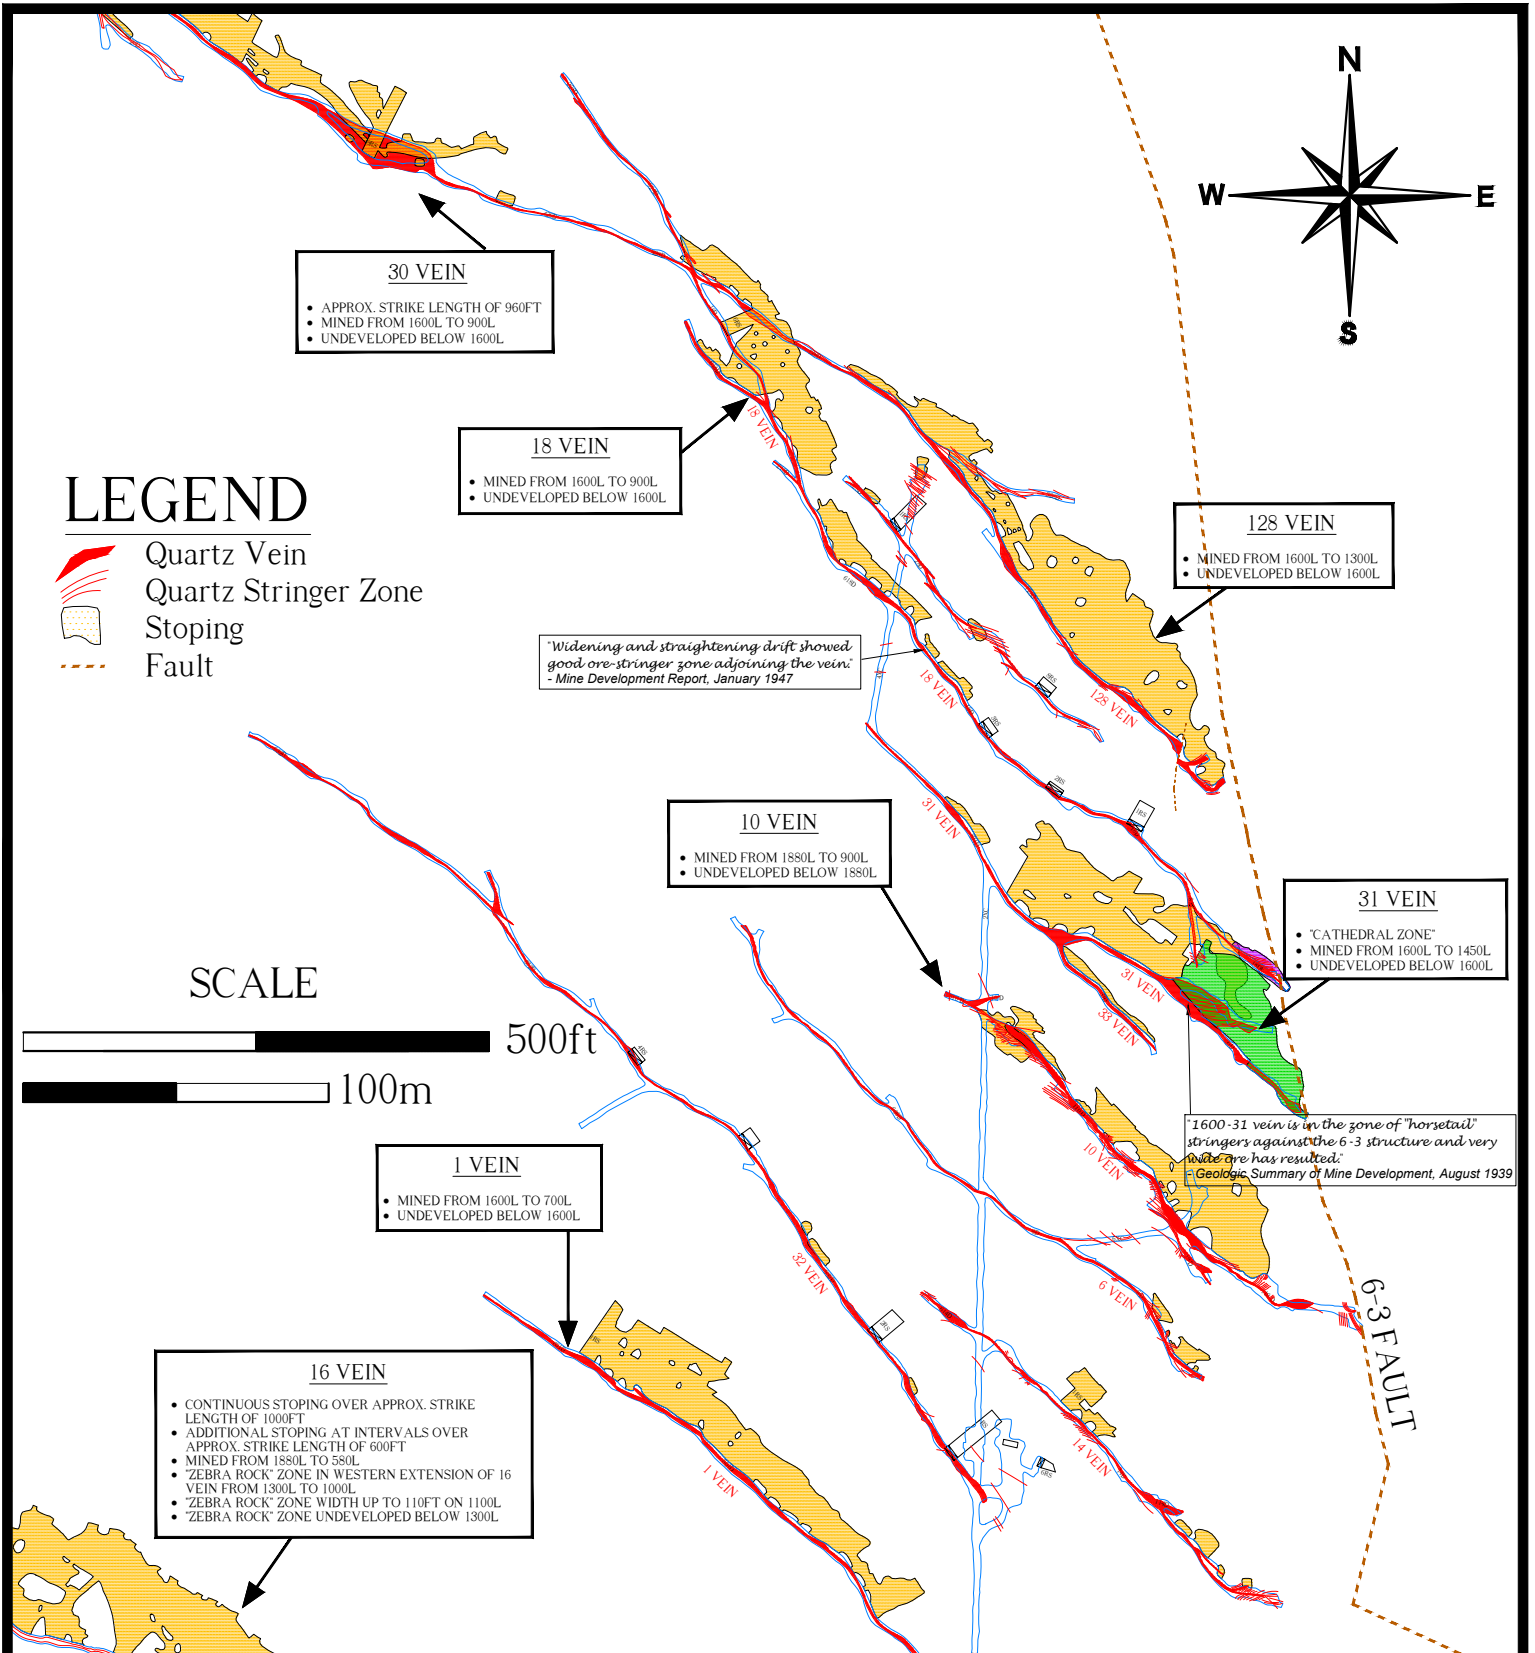 N
W
E
S
30 VEIN
• APPROX. STRIKE LENGTH OF 960FT
• MINED FROM 1600L TO 900L
• UNDEVELOPED BELOW 1600L
18 VEIN
• MINED FROM 1600L TO 900L
• UNDEVELOPED BELOW 1600L
18 VEIN
LEGEND
Quartz Vein
Quartz Stringer Zone
Stoping
Fault
128 VEIN
• MINED FROM 1600L TO 1300L
• UNDEVELOPED BELOW 1600L
"Widening and straightening drift showed
good ore-stringer zone adjoining the vein."
- Mine Development Report, January 1947
18 VEIN
128 VEIN
2RS
1RS
31 VEIN
10 VEIN
• MINED FROM 1880L TO 900L
• UNDEVELOPED BELOW 1880L
31 VEIN
• "CATHEDRAL ZONE"
• MINED FROM 1600L TO 1450L
• UNDEVELOPED BELOW 1600L
31 VEIN
33 VEIN
SCALE
500ft
100m
4RS
"1600-31 vein is in the zone of "horsetail"
stringers against the 6-3 structure and very
wide ore has resulted."
- Geologic Summary of Mine Development, August 1939
10 VEIN
1 VEIN
• MINED FROM 1600L TO 700L
• UNDEVELOPED BELOW 1600L
32 VEIN
6 VEIN
6-3 FAULT
2RS
16 VEIN
• CONTINUOUS STOPING OVER APPROX. STRIKE
LENGTH OF 1000FT
• ADDITIONAL STOPING AT INTERVALS OVER
APPROX. STRIKE LENGTH OF 600FT
• MINED FROM 1880L TO 580L
• "ZEBRA ROCK" ZONE IN WESTERN EXTENSION OF 16
VEIN FROM 1300L TO 1000L
• "ZEBRA ROCK" ZONE WIDTH UP TO 110FT ON 1100L
• "ZEBRA ROCK" ZONE UNDEVELOPED BELOW 1300L
14 VEIN
1 VEIN
6RS